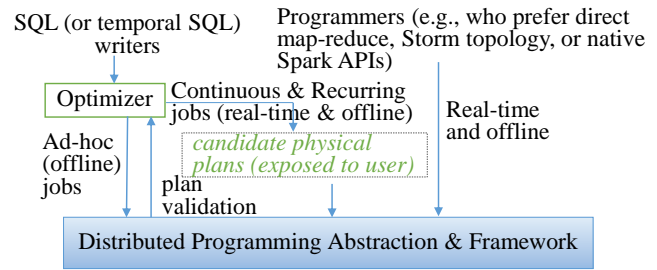 SQL (or temporal SQL)
writers
Programmers (e.g., who prefer direct
map-reduce, Storm topology, or native
Spark APIs)
Optimizer
Continuous & Recurring
jobs (real-time & offline)
Real-time
and offline
Ad-hoc
(offline)
jobs
candidate physical
plans (exposed to user)
plan
validation
Distributed Programming Abstraction & Framework